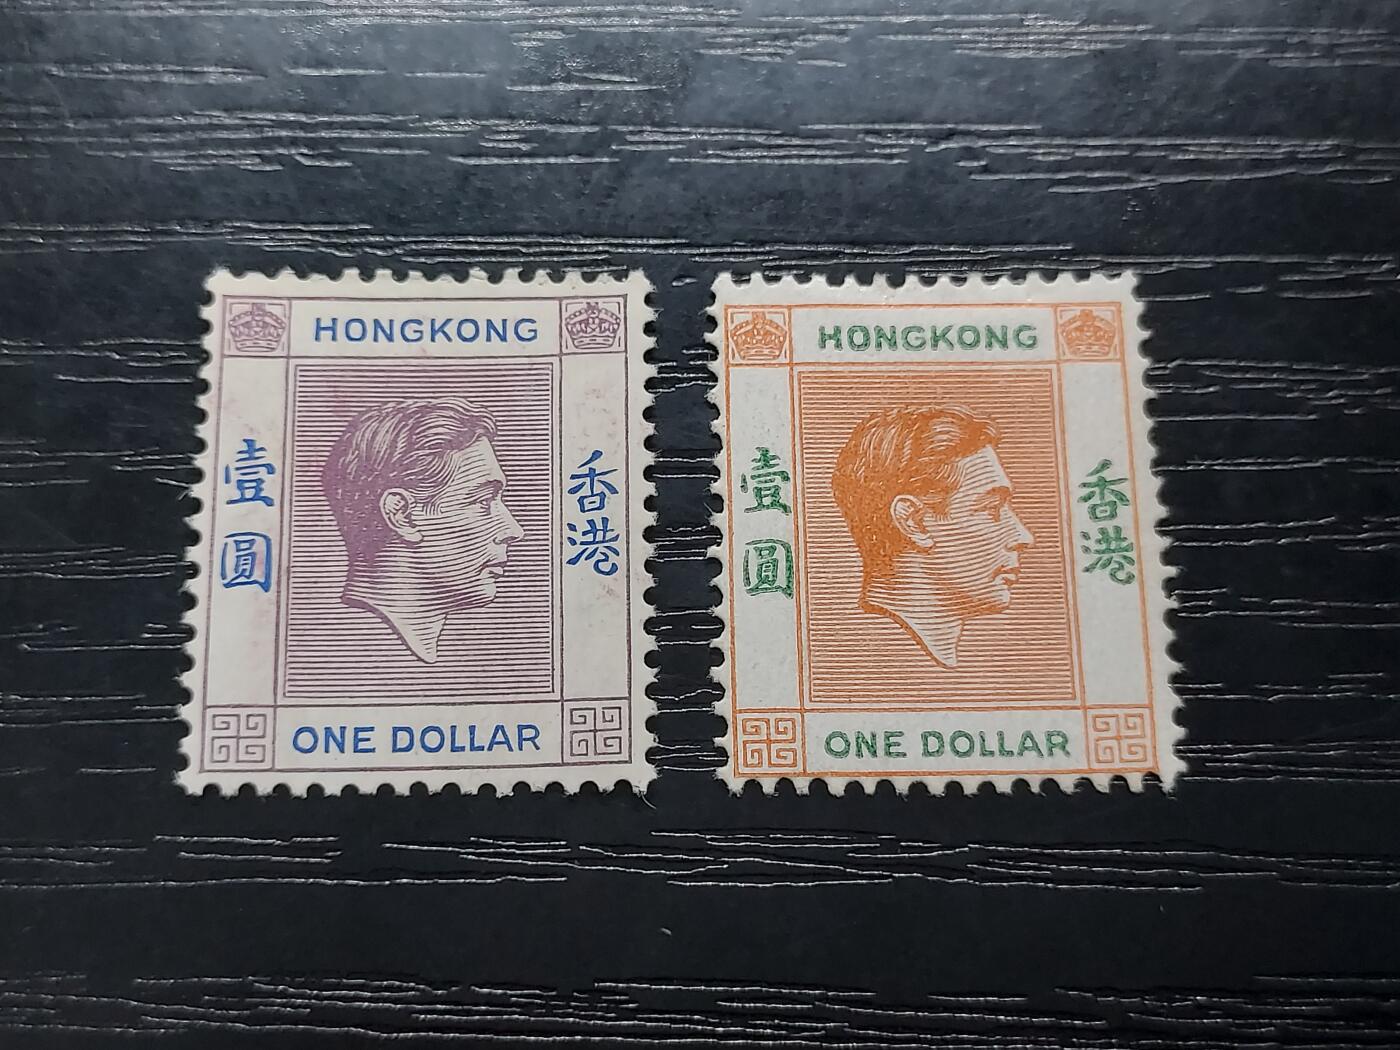 HONGKONG
壹圓
香港
ONE DOLLAR
HONGKONG
壹圓
香港
ONE DOLLAR